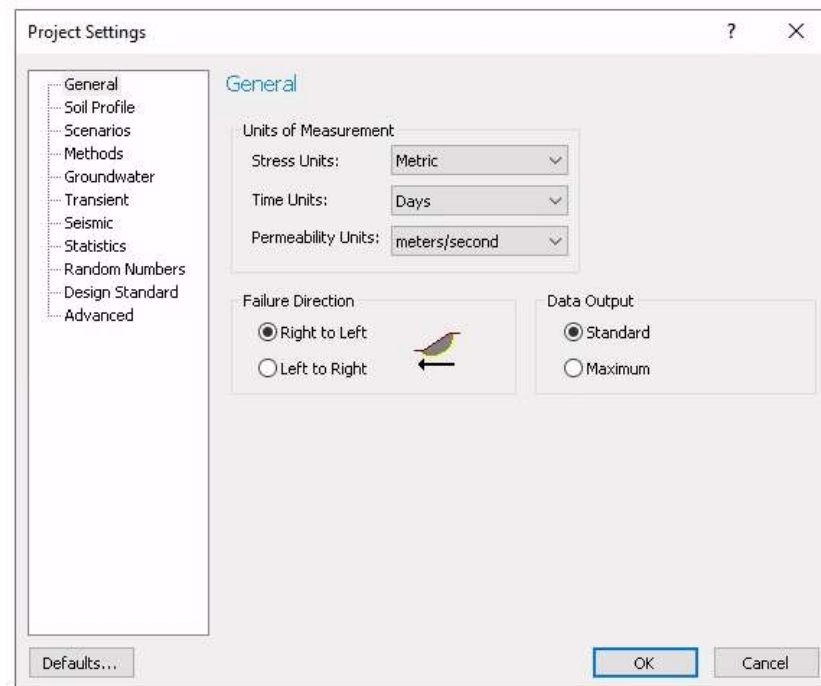 Project Settings
?
General
Soil Profile
Scenarios
Methods
Groundwater
Transient
Seismic
Statistics
Random Numbers
Design Standard
Advanced
General
Units of Measurement
Stress Units: Metric
Time Units: Days
Permeability Units: meters/second
Failure Direction
Right to Left
Left to Right
Data Output
Standard
Maximum
Defaults...
OK
Cancel